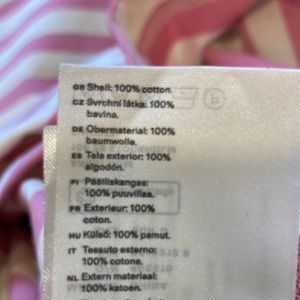 GB Shell: 100% cotton.
CZ Svrchní látka: 100%
bavlna.
DE Obermaterial: 100%
baumwolle.
ES Tela exterior: 100%
algodón.
FI Päälliskangas:
100% puuvillaa.
FR Exterieur: 100%
coton.
HU Külső: 100% pamut.
IT Tessuto esterno:
100% cotone.
NL Extern materiaal:
100% katoen.